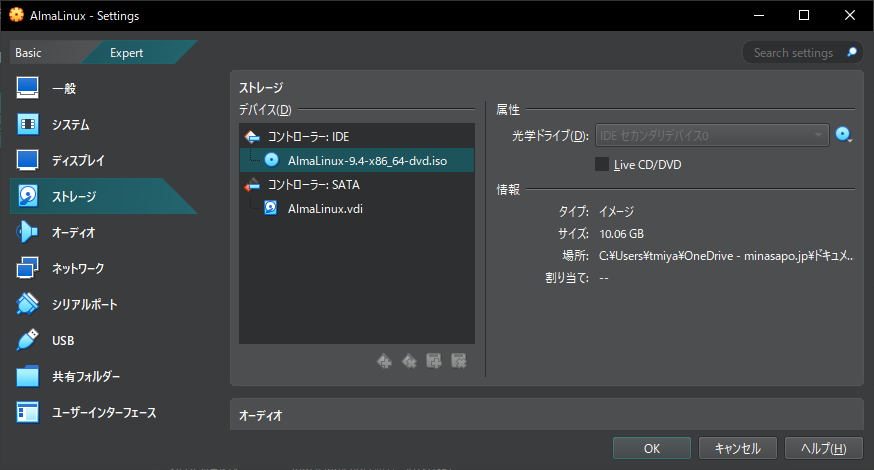 AlmaLinux - Settings
Basic
Expert
Search settings
一般
システム
ディスプレイ
ストレージ
オーディオ
ネットワーク
シリアルポート
USB
共有フォルダー
ユーザーインターフェース
ストレージ
デバイス(D)
コントローラー: IDE
AlmaLinux-9.4-x86_64-dvd.iso
コントローラー: SATA
AlmaLinux.vdi
属性
光学ドライブ(D): IDE セカンダリデバイス0
Live CD/DVD
情報
タイプ: イメージ
サイズ: 10.06 GB
場所: C:¥Users¥tmiya¥OneDrive - minasapo.jp¥ドキュメ...
割り当て: --
オーディオ
OK
キャンセル
ヘルプ(H)